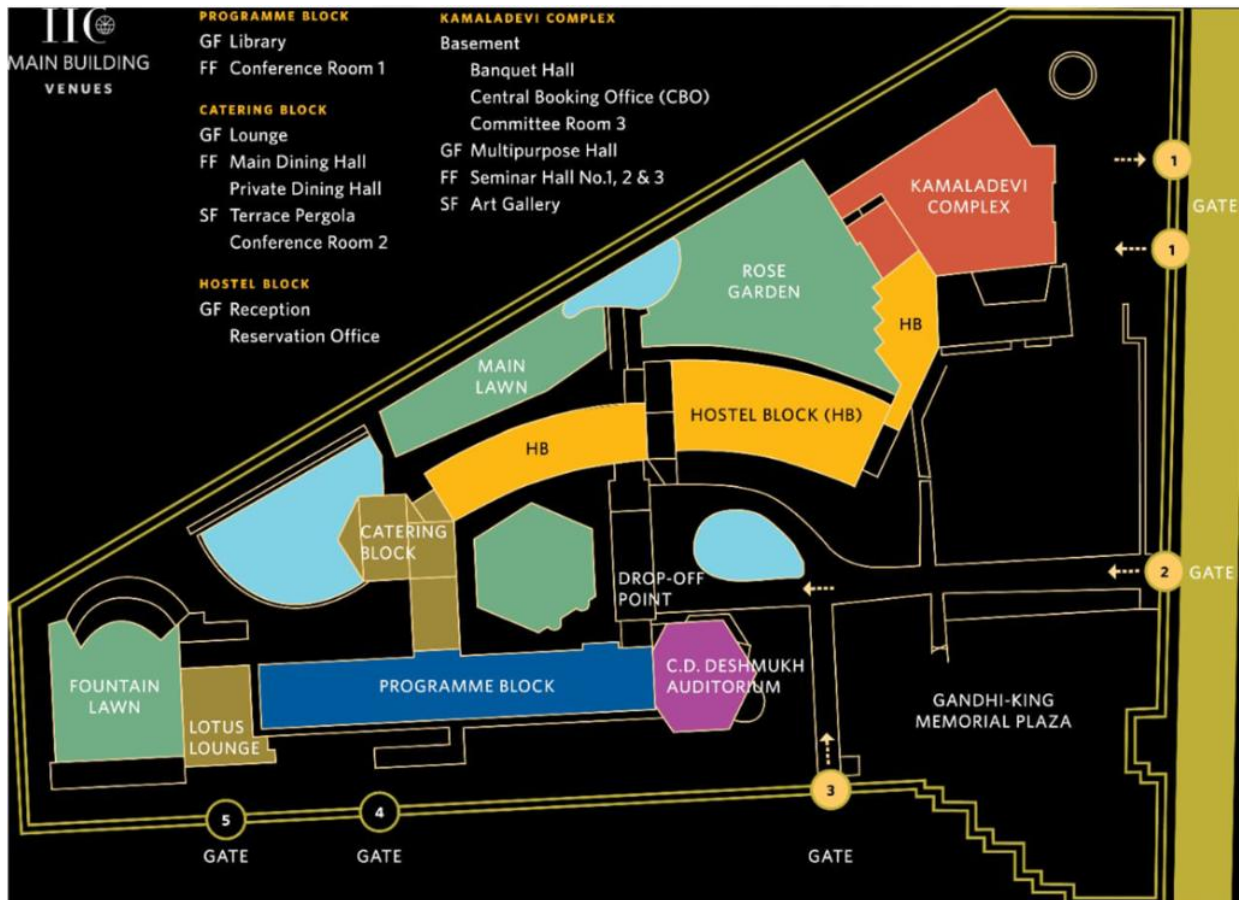 IIC
MAIN BUILDING
VENUES
PROGRAMME BLOCK
GF Library
FF Conference Room 1
CATERING BLOCK
GF Lounge
FF Main Dining Hall
Private Dining Hall
SF Terrace Pergola
Conference Room 2
HOSTEL BLOCK
GF Reception
Reservation Office
KAMALADEVI COMPLEX
Basement
Banquet Hall
Central Booking Office (CBO)
Committee Room 3
GF Multipurpose Hall
FF Seminar Hall No.1, 2 & 3
SF Art Gallery
KAMALADEVI
COMPLEX
1
GATE
1
ROSE
GARDEN
HB
MAIN
LAWN
HOSTEL BLOCK (HB)
HB
CATERING
BLOCK
DROP-OFF
POINT
2
GATE
FOUNTAIN
LAWN
LOTUS
LOUNGE
PROGRAMME BLOCK
C.D. DESHMUKH
AUDITORIUM
GANDHI-KING
MEMORIAL PLAZA
5
GATE
4
GATE
3
GATE